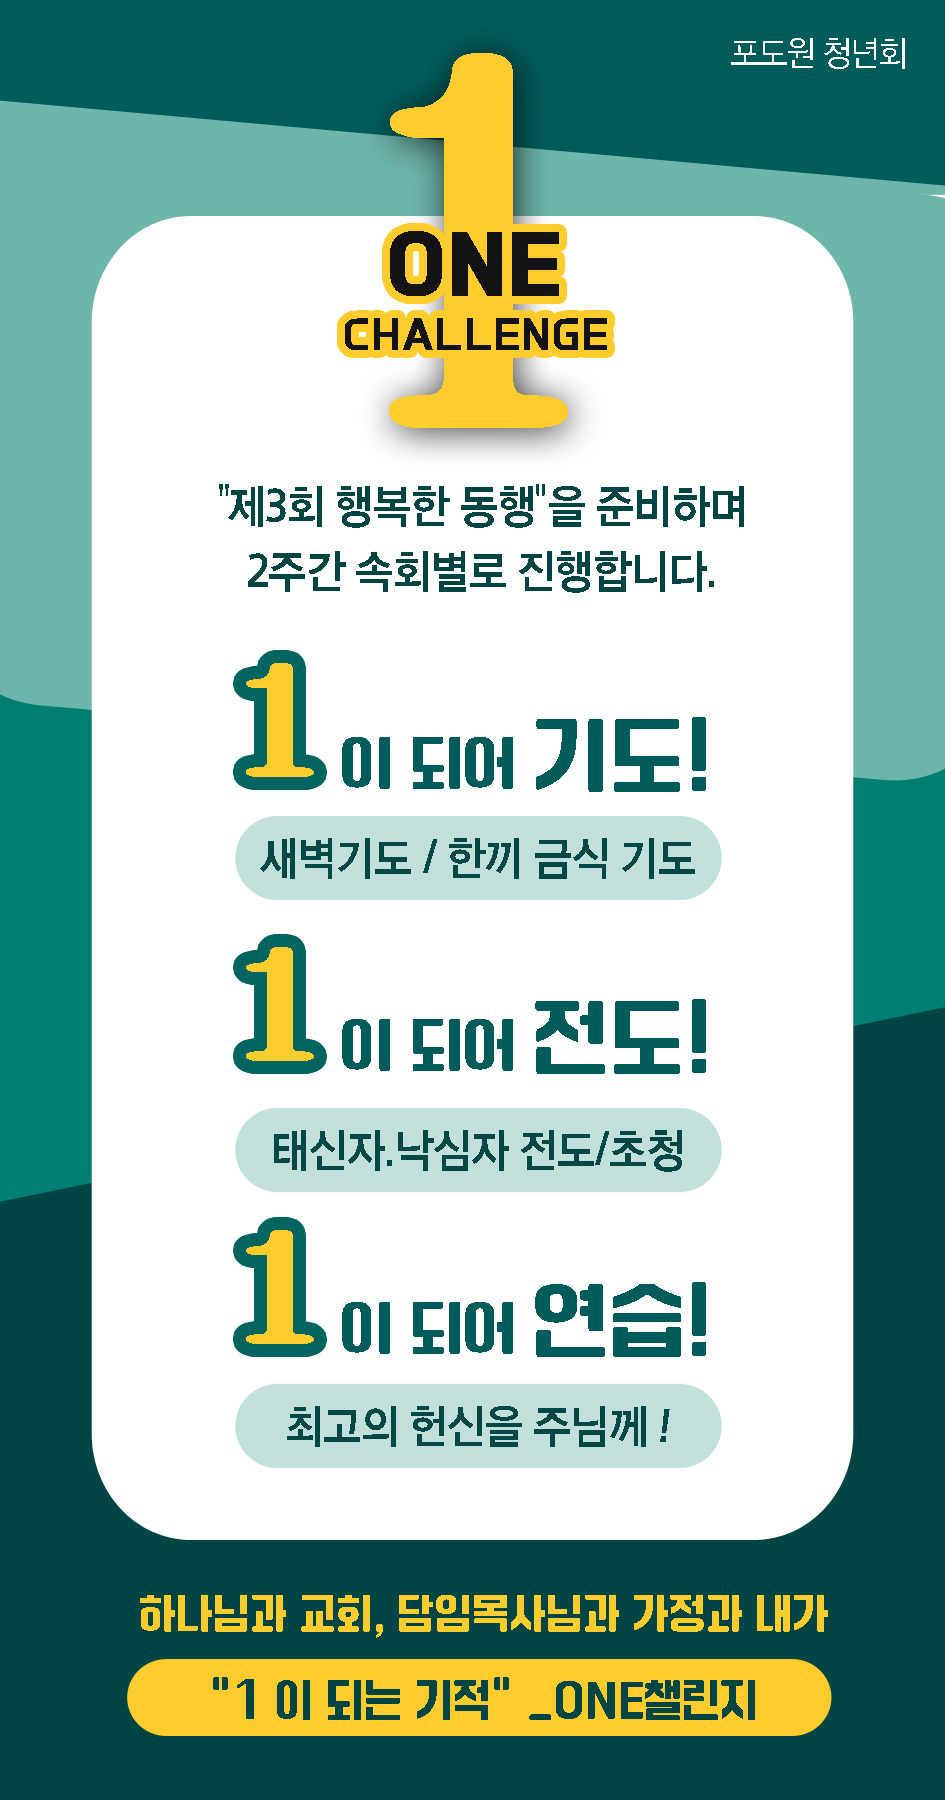 포도원 청년회
1
ONE
CHALLENGE
"제3회 행복한 동행"을 준비하며
2주간 속회별로 진행합니다.
1이 되어 기도!
새벽기도 / 한끼 금식 기도
1이 되어 전도!
태신자.낙심자 전도/초청
1이 되어 연습!
최고의 헌신을 주님께 !
하나님과 교회, 담임목사님과 가정과 내가
"1 이 되는 기적" _ONE챌린지